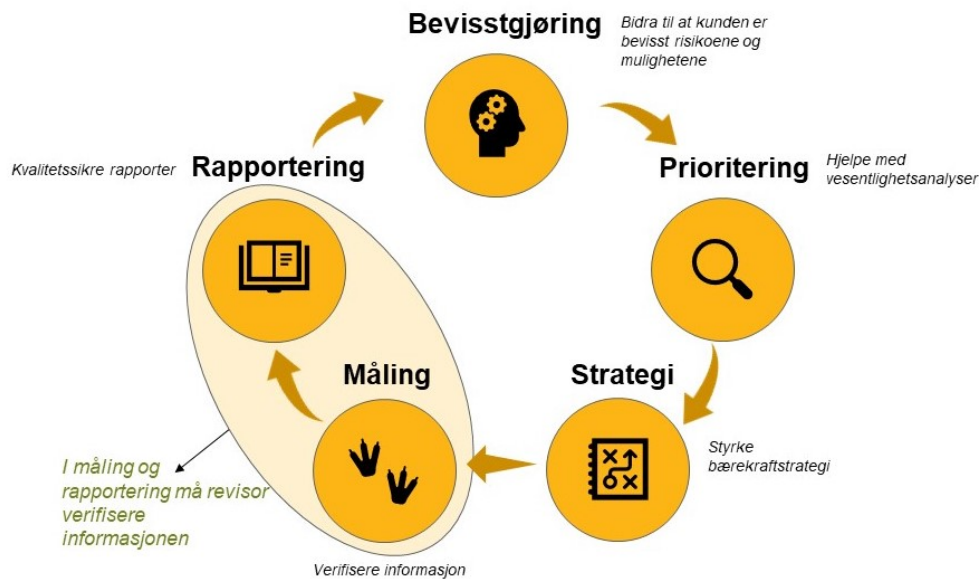 Bevisstgjøring
Bidra til at kunden er
bevisst risikoene og
mulighetene
Prioritering
Hjelpe med
vesentlighetsanalyser
Strategi
Styrke
bærekraftstrategi
Måling
Verifisere informasjon
Rapportering
Kvalitetssikre rapporter
I måling og
rapportering må revisor
verifisere
informasjonen